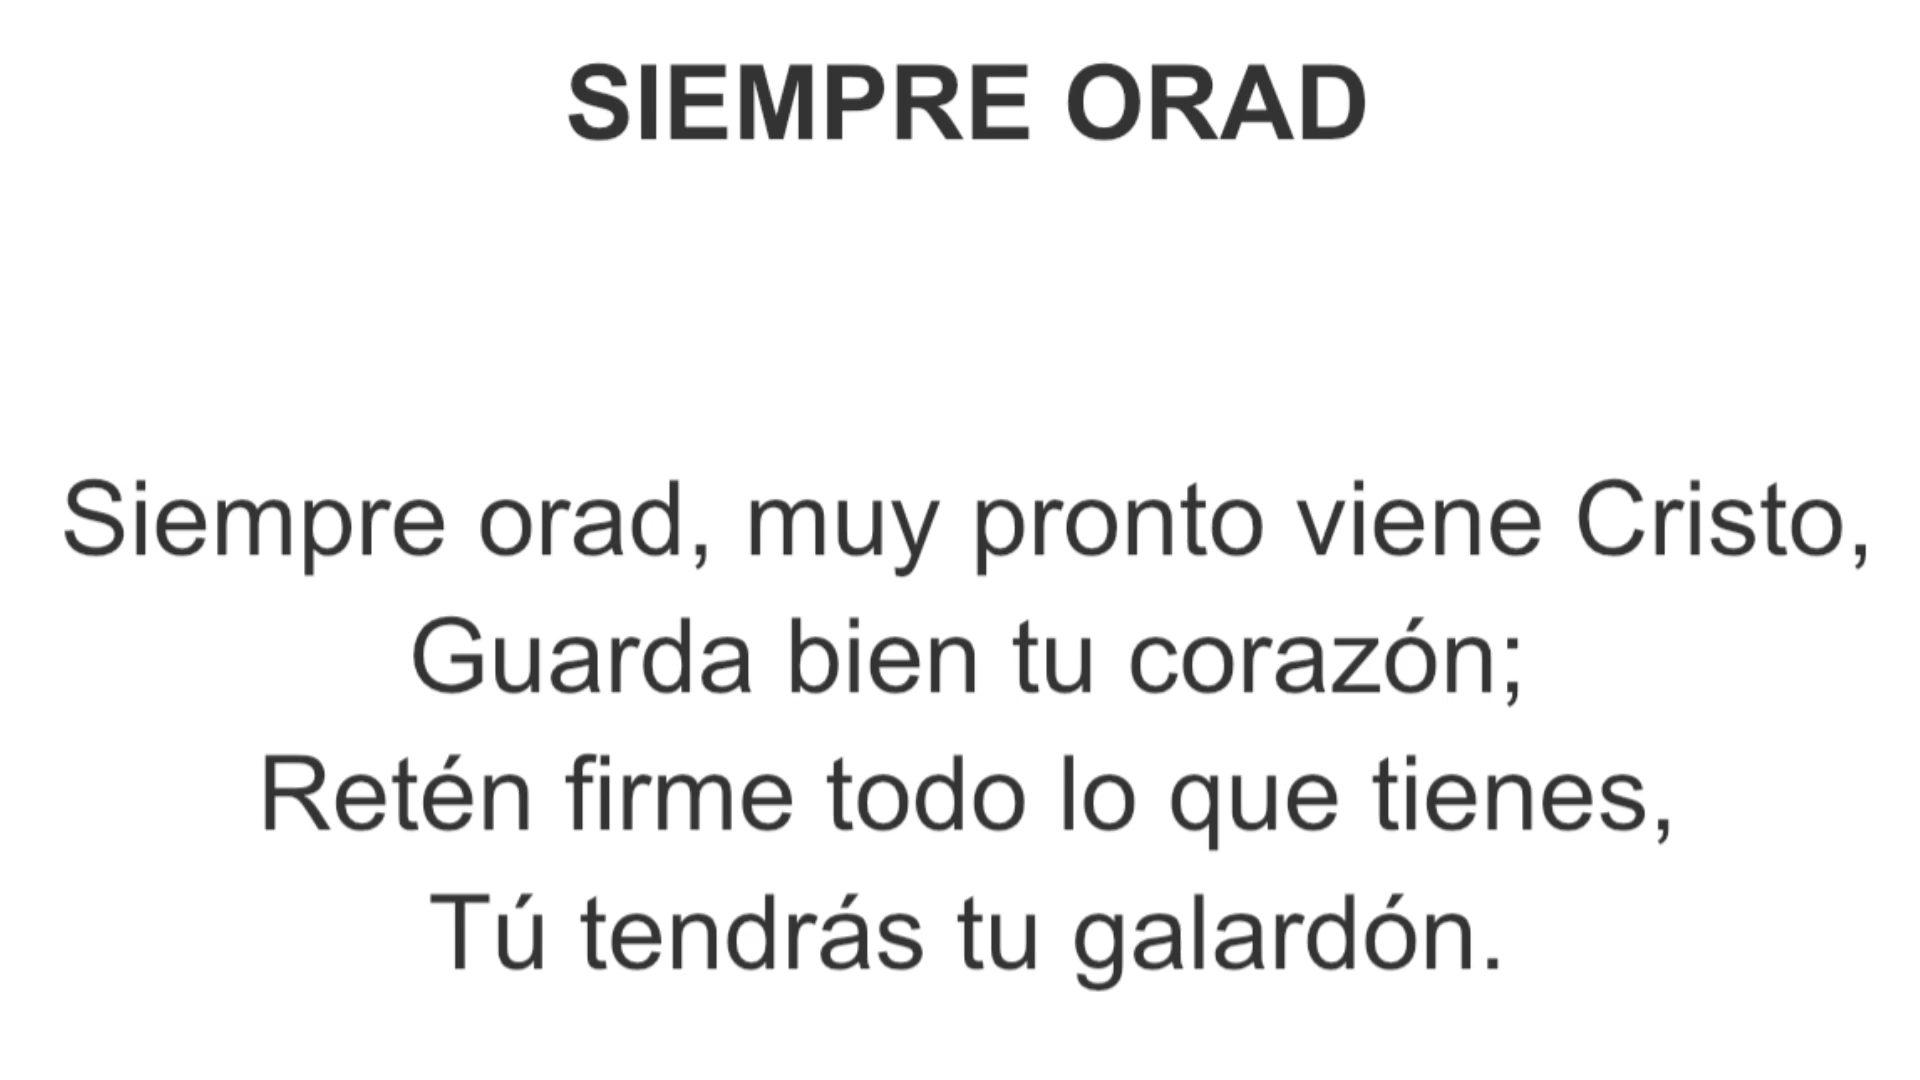 SIEMPRE ORAD
Siempre orad, muy pronto viene Cristo,
Guarda bien tu corazón;
Retén firme todo lo que tienes,
Tú tendrás tu galardón.